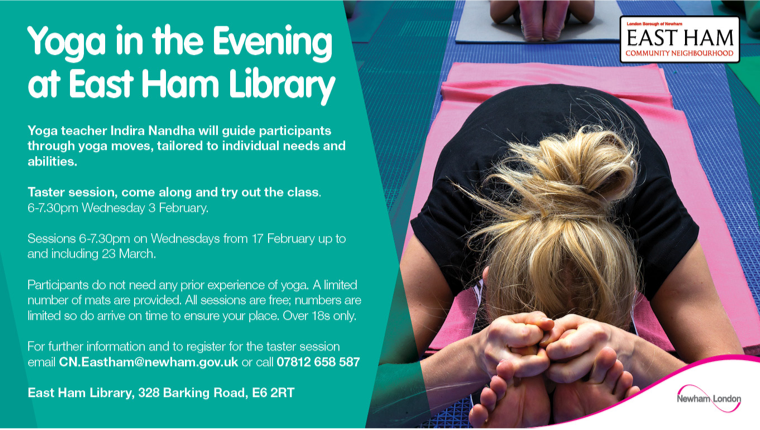 Yoga in the Evening
at East Ham Library
Yoga teacher Indira Nandha will guide participants
through yoga moves, tailored to individual needs and
abilities.
Taster session, come along and try out the class.
6-7.30pm Wednesday 3 February.
Sessions 6-7.30pm on Wednesdays from 17 February up to
and including 23 March.
Participants do not need any prior experience of yoga. A limited
number of mats are provided. All sessions are free; numbers are
limited so do arrive on time to ensure your place. Over 18s only.
For further information and to register for the taster session
email CN.Eastham@newham.gov.uk or call 07812 658 587
East Ham Library, 328 Barking Road, E6 2RT
London Borough of Newham
EAST HAM
COMMUNITY NEIGHBOURHOOD
Newham London